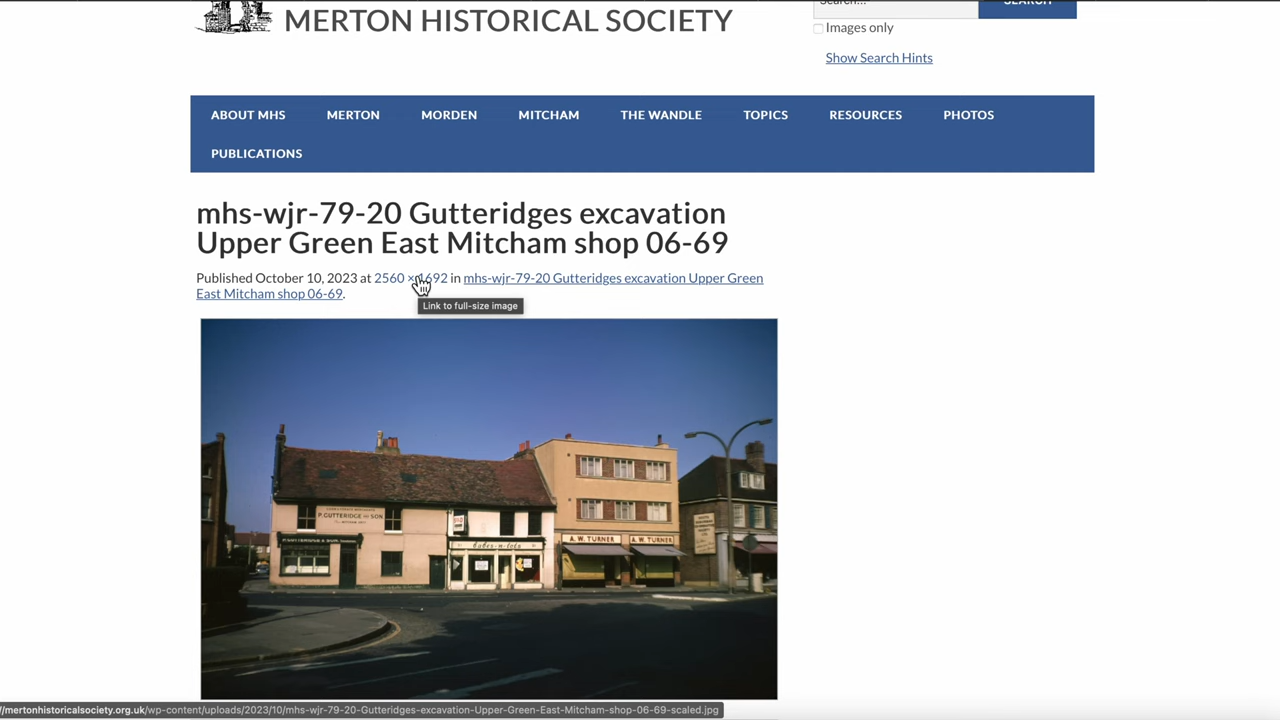 MERTON HISTORICAL SOCIETY
Search...
SEARCH
Images only
Show Search Hints
ABOUT MHS
MERTON
MORDEN
MITCHAM
THE WANDLE
TOPICS
RESOURCES
PHOTOS
PUBLICATIONS
mhs-wjr-79-20 Gutteridges excavation
Upper Green East Mitcham shop 06-69
Published October 10, 2023 at 2560 × 1692 in mhs-wjr-79-20 Gutteridges excavation Upper Green
East Mitcham shop 06-69.
Link to full-size image
P. GUTTERIDGE & SON
A. W. TURNER
A. W. TURNER
//mertonhistoricalsociety.org.uk/wp-content/uploads/2023/10/mhs-wjr-79-20-Gutteridges-excavation-Upper-Green-East-Mitcham-shop-06-69-scaled.jpg